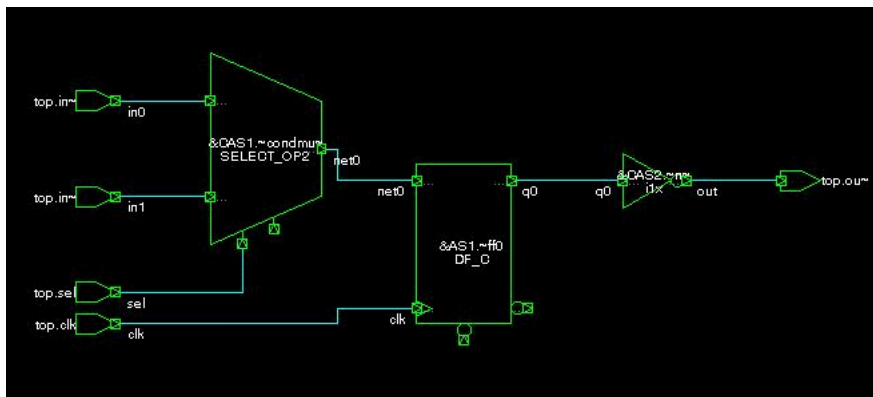 top.in~
in0
&CAS1.~condmu~
SELECT_OP2
net0
top.in~
in1
net0
q0
q0
&CAS2.~n~
i1x
out
top.ou~
&AS1.~ff0
DF_C
top.sel
sel
top.clk
clk
clk